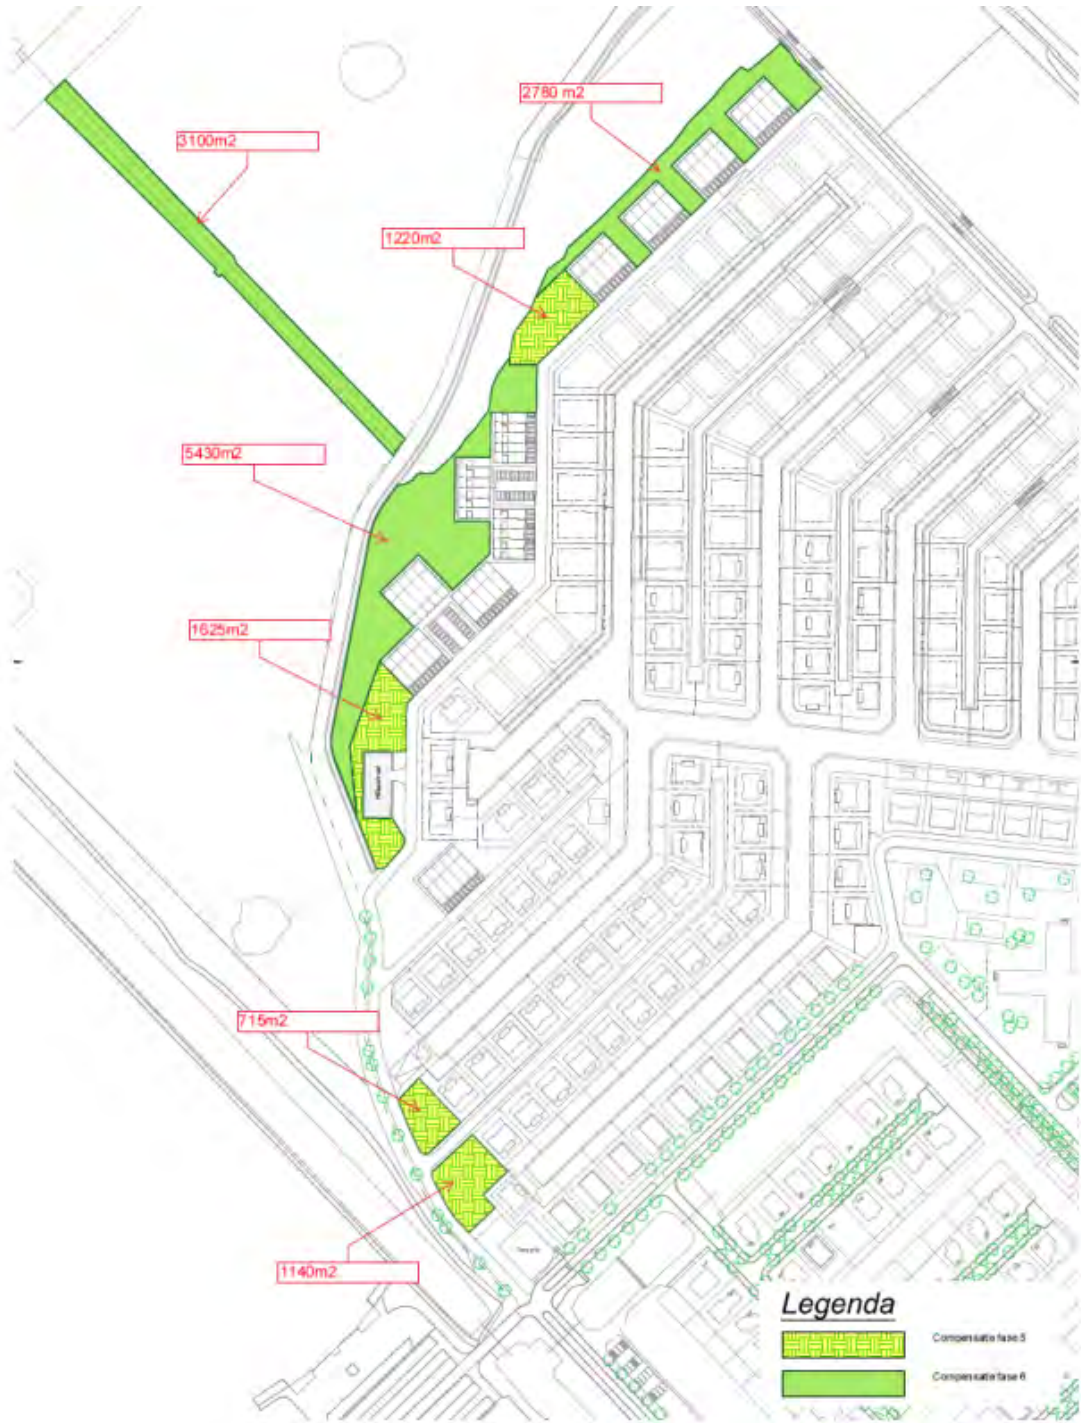 2780 m2
3100m2
1220m2
5430m2
1625m2
715m2
1140m2
Legenda
Compensatie fase 5
Compensatie fase 6